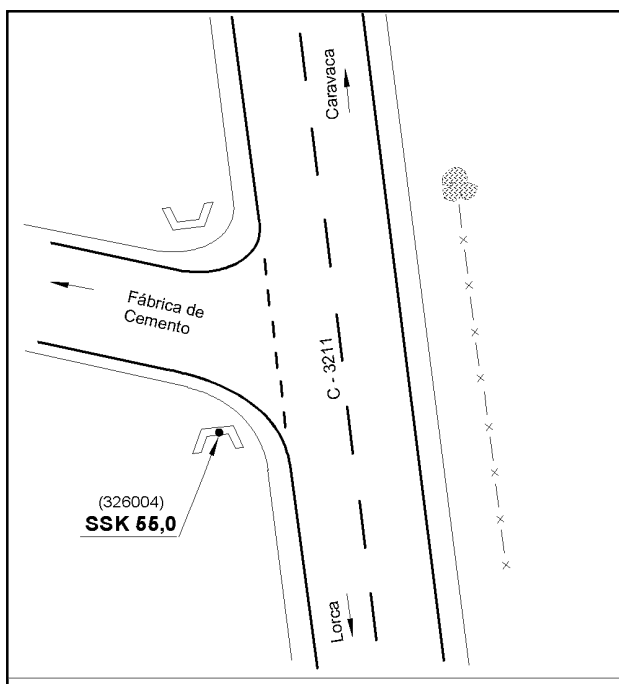 Caravaca
Fábrica de
Cemento
C - 3211
(326004)
SSK 55,0
Lorca